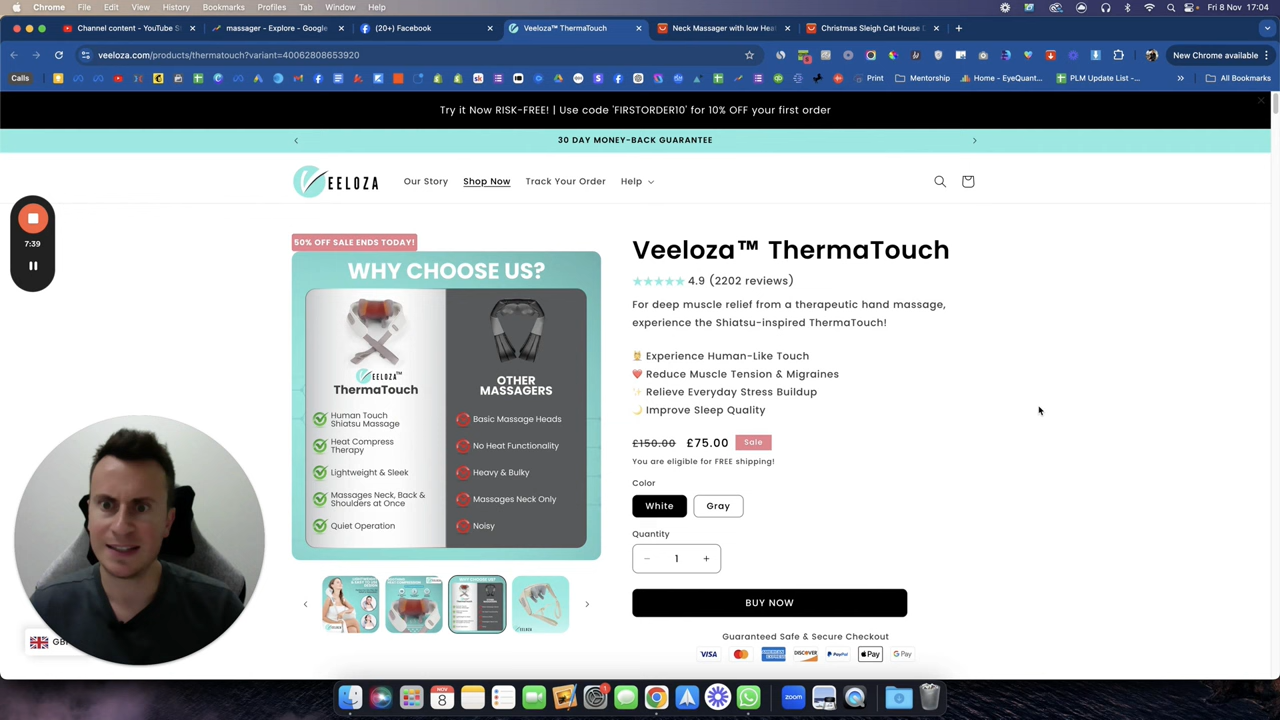 Chrome File Edit View History Bookmarks Profiles Tab Window Help
Fri 8 Nov 17:04
Channel content - YouTube S
massager - Explore - Google
(20+) Facebook
Veeloza™ ThermaTouch
Neck Massager with low Hea
Christmas Sleigh Cat House D
veeloza.com/products/thermatouch?variant=40062808653920
New Chrome available
Calls
Print
Mentorship
Home - EyeQuant...
PLM Update List -...
All Bookmarks
Try it Now RISK-FREE! | Use code 'FIRSTORDER10' for 10% OFF your first order
30 DAY MONEY-BACK GUARANTEE
VEELOZA
Our Story
Shop Now
Track Your Order
Help
7:39
50% OFF SALE ENDS TODAY!
WHY CHOOSE US?
VEELOZA™
ThermaTouch
Human Touch
Shiatsu Massage
Heat Compress
Therapy
Lightweight & Sleek
Massages Neck, Back &
Shoulders at Once
Quiet Operation
OTHER
MASSAGERS
Basic Massage Heads
No Heat Functionality
Heavy & Bulky
Massages Neck Only
Noisy
Veeloza™ ThermaTouch
4.9 (2202 reviews)
For deep muscle relief from a therapeutic hand massage,
experience the Shiatsu-inspired ThermaTouch!
Experience Human-Like Touch
Reduce Muscle Tension & Migraines
Relieve Everyday Stress Buildup
Improve Sleep Quality
£150.00 £75.00 Sale
You are eligible for FREE shipping!
Color
White
Gray
Quantity
1
BUY NOW
Guaranteed Safe & Secure Checkout
VISA
AMERICAN EXPRESS
DISCOVER
PayPal
Apple Pay
G Pay
NOV
8
zoom